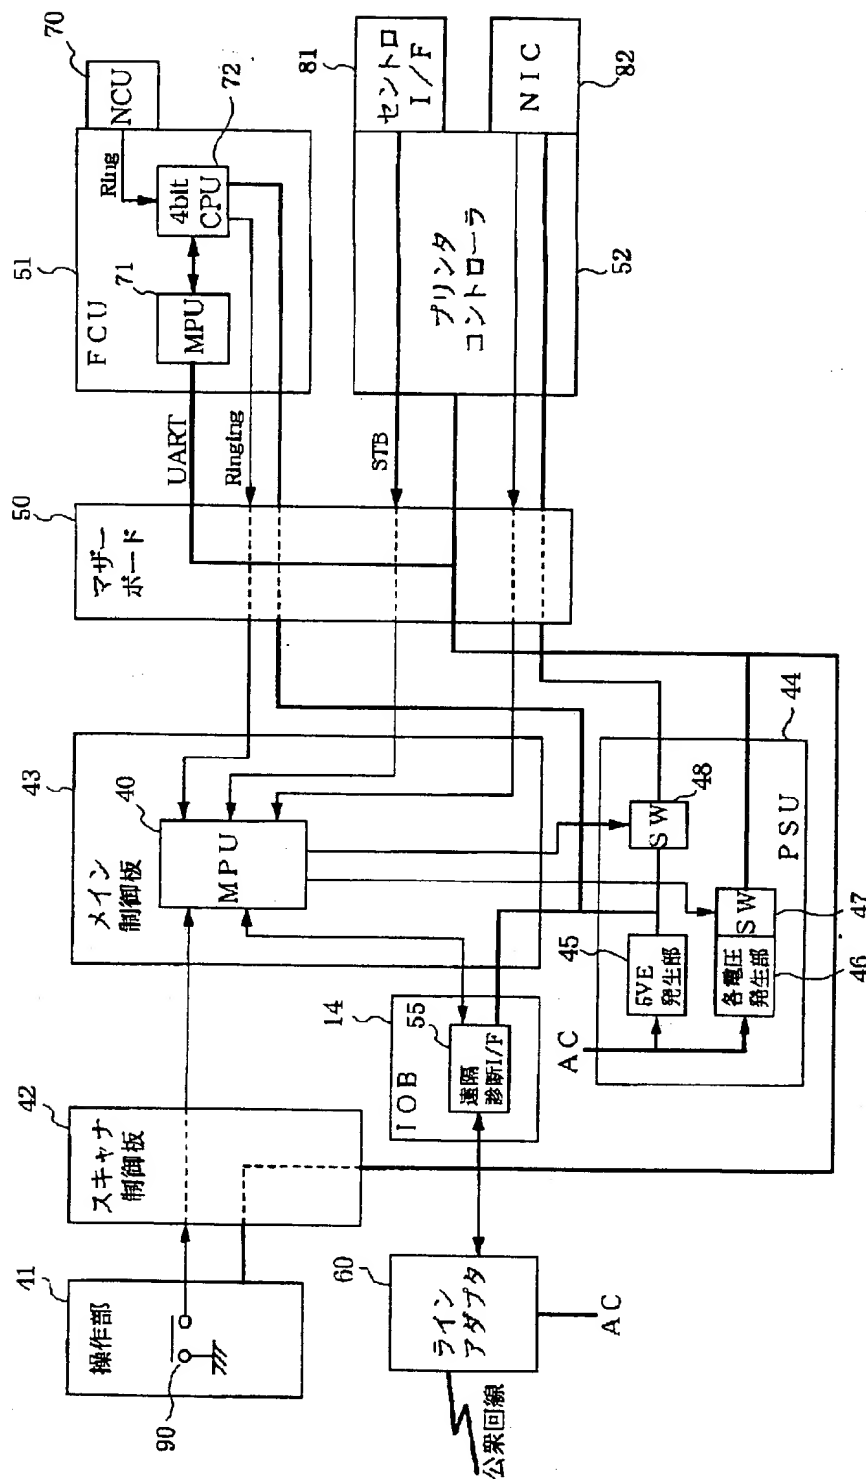 70
NCU
Ring
72
4bit
CPU
51
71
MPU
FCU
UART
Ringing
81
セントロ
I/F
NIC
82
プリンタ
コントローラ
52
STB
50
マザー
ボード
43
メイン
制御板
40
MPU
44
48
SW
PSU
SW
47
45
5VE
発生部
各電圧
発生部
46
AC
14
IOB
55
遠隔
診断I/F
42
スキャナ
制御板
41
操作部
90
60
ライン
アダプタ
AC
公衆回線